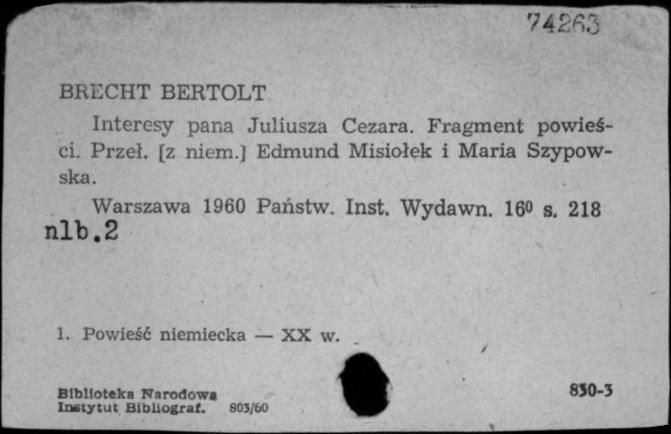 74263
BRECHT BERTOLT
Interesy pana Juliusza Cezara. Fragment powieś-
ci. Przeł. [z niem.] Edmund Misiołek i Maria Szypow-
ska.
Warszawa 1960 Państw. Inst. Wydawn. 16⁰ s. 218
nlb.2
1. Powieść niemiecka — XX w.
Biblioteka Narodowa
Instytut Bibliograf. 803/60
830-3